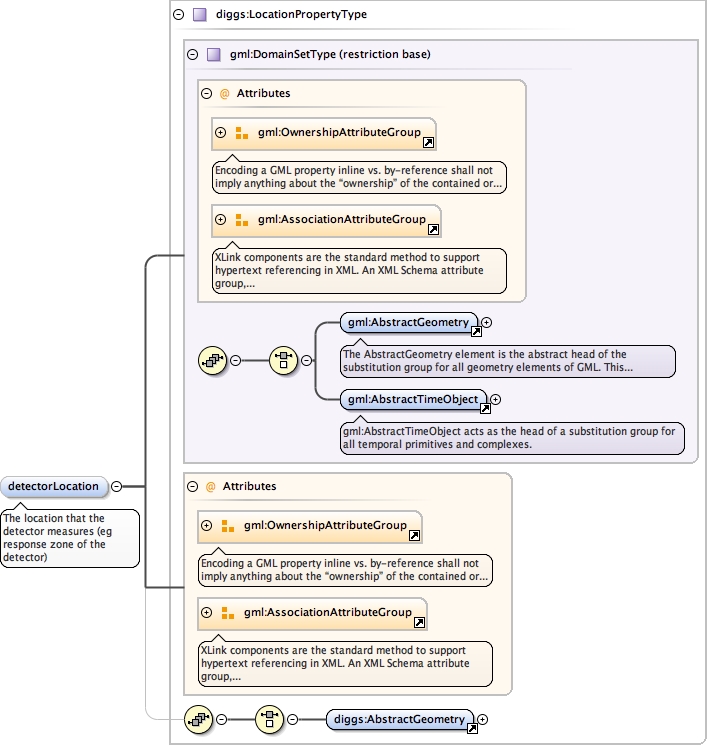 diggs:LocationPropertyType
gml:DomainSetType (restriction base)
@ Attributes
gml:OwnershipAttributeGroup
Encoding a GML property inline vs. by-reference shall not
imply anything about the “ownership” of the contained or...
gml:AssociationAttributeGroup
XLink components are the standard method to support
hypertext referencing in XML. An XML Schema attribute
group,...
gml:AbstractGeometry
The AbstractGeometry element is the abstract head of the
substitution group for all geometry elements of GML. This...
gml:AbstractTimeObject
gml:AbstractTimeObject acts as the head of a substitution group for
all temporal primitives and complexes.
detectorLocation
The location that the
detector measures (eg
response zone of the
detector)
@ Attributes
gml:OwnershipAttributeGroup
Encoding a GML property inline vs. by-reference shall not
imply anything about the “ownership” of the contained or...
gml:AssociationAttributeGroup
XLink components are the standard method to support
hypertext referencing in XML. An XML Schema attribute
group,...
diggs:AbstractGeometry